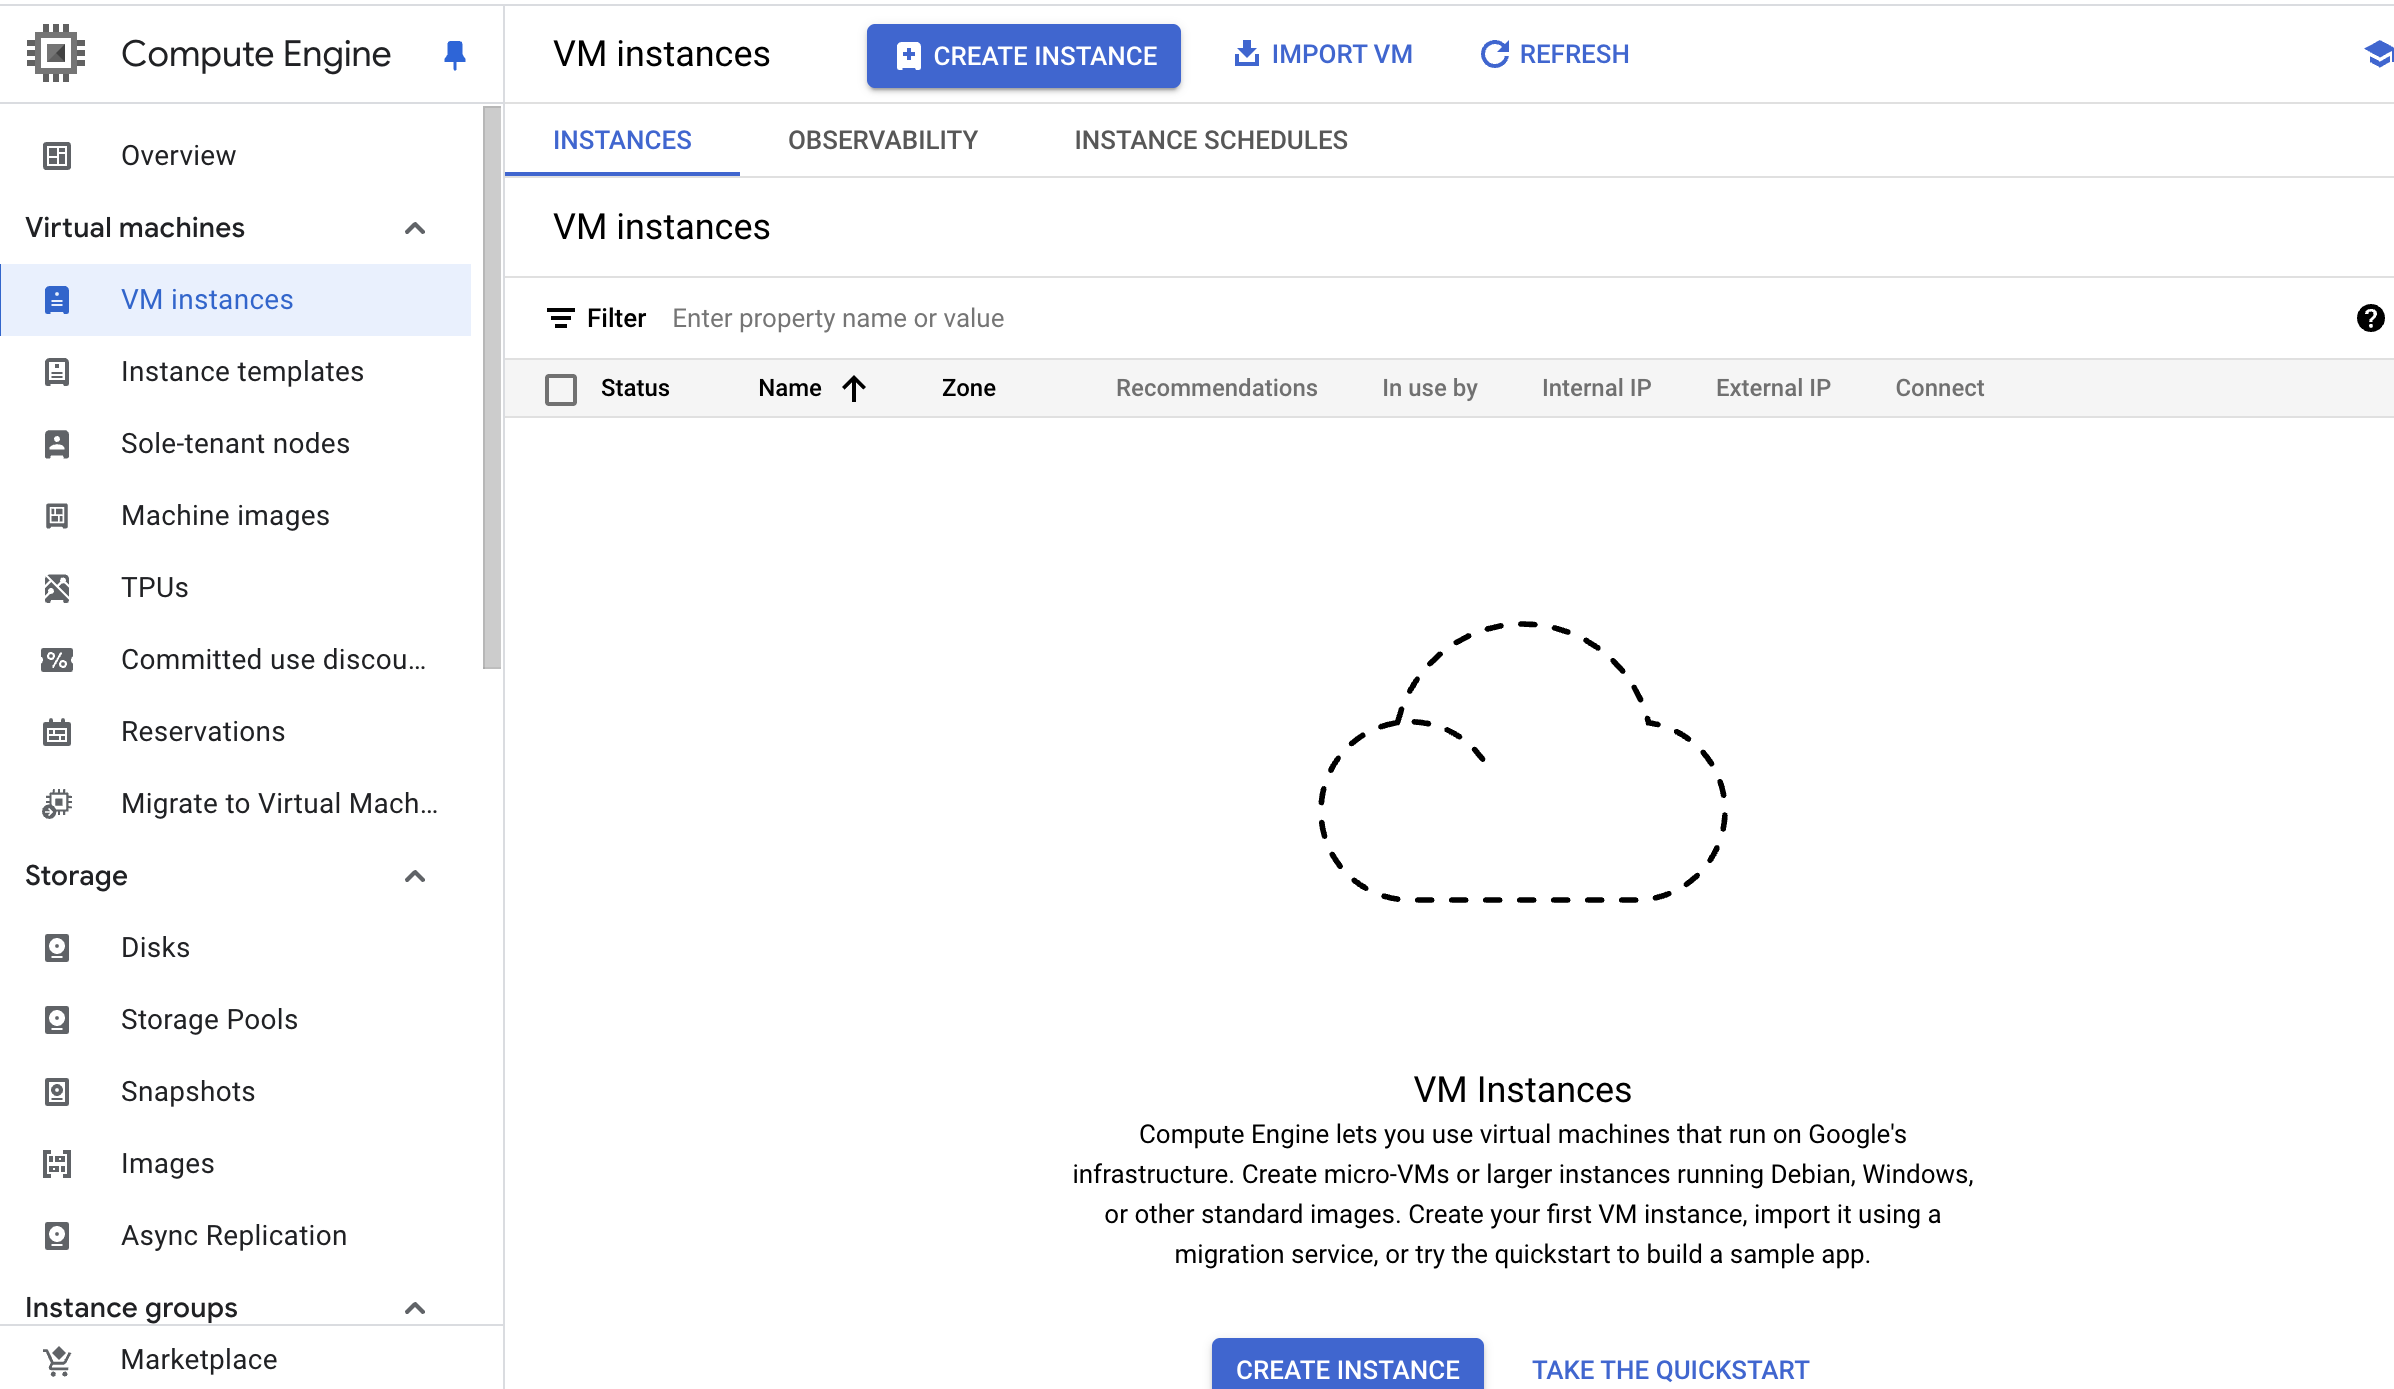 Compute Engine
VM instances
CREATE INSTANCE
IMPORT VM
REFRESH
Overview
Virtual machines
VM instances
Instance templates
Sole-tenant nodes
Machine images
TPUs
Committed use discou...
Reservations
Migrate to Virtual Mach...
Storage
Disks
Storage Pools
Snapshots
Images
Async Replication
Instance groups
Marketplace
INSTANCES OBSERVABILITY INSTANCE SCHEDULES
VM instances
Filter Enter property name or value
Status Name Zone Recommendations In use by Internal IP External IP Connect
VM Instances
Compute Engine lets you use virtual machines that run on Google's
infrastructure. Create micro-VMs or larger instances running Debian, Windows,
or other standard images. Create your first VM instance, import it using a
migration service, or try the quickstart to build a sample app.
CREATE INSTANCE TAKE THE QUICKSTART